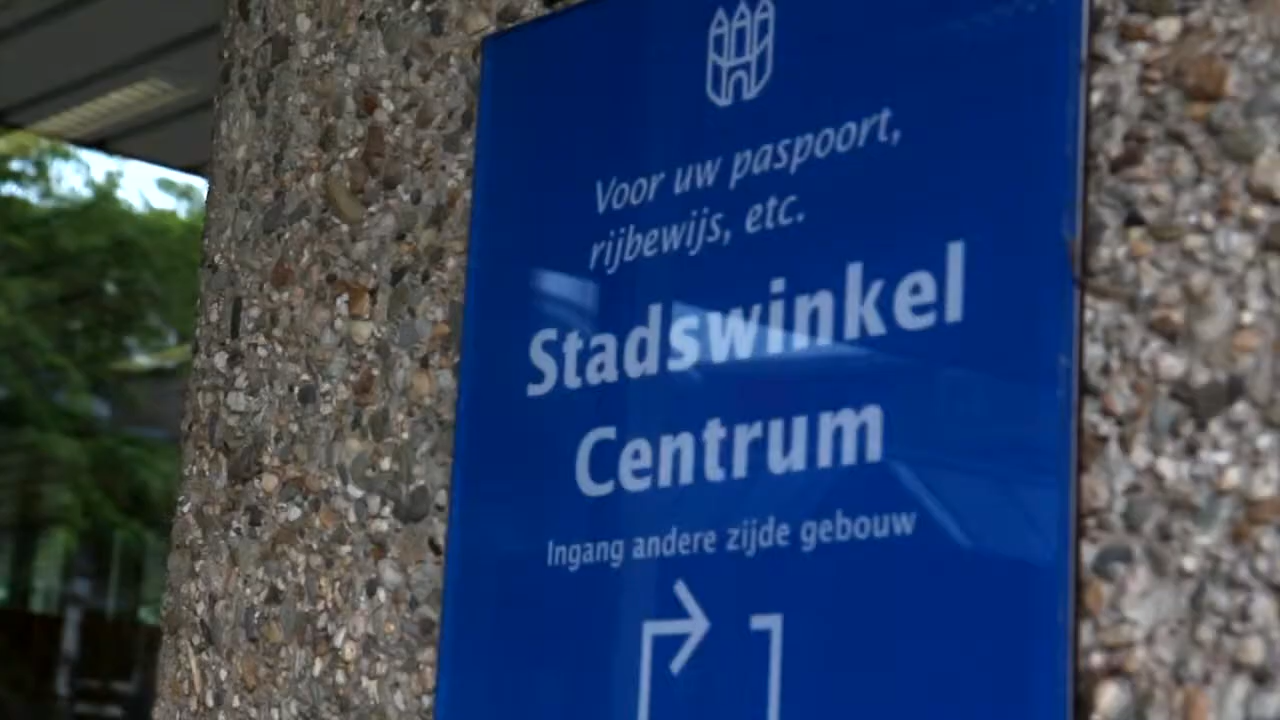 Voor uw paspoort,
rijbewijs, etc.
Stadswinkel
Centrum
Ingang andere zijde gebouw